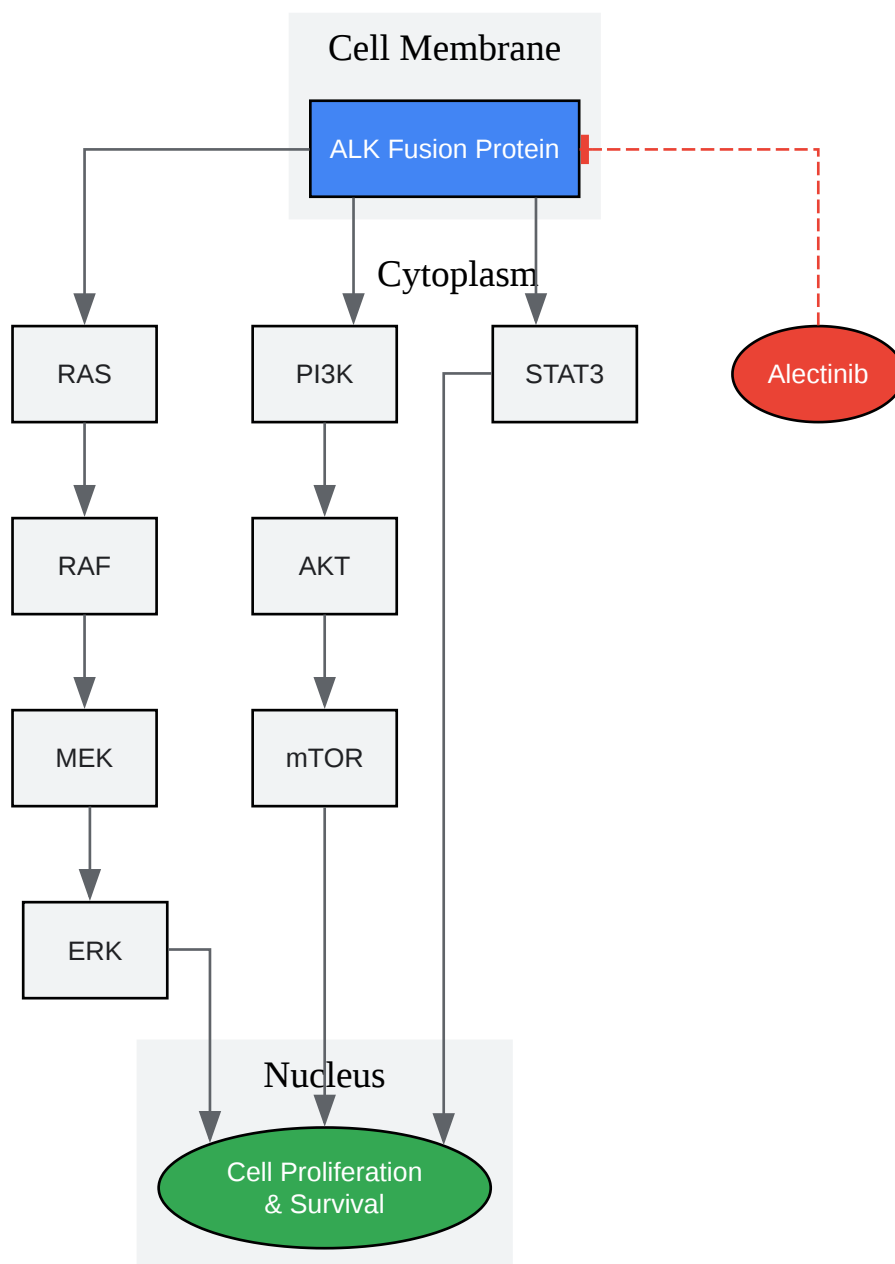 Cell Membrane
ALK Fusion Protein
Cytoplasm
RAS
PI3K
STAT3
Alectinib
RAF
AKT
MEK
mTOR
ERK
Nucleus
Cell Proliferation
& Survival